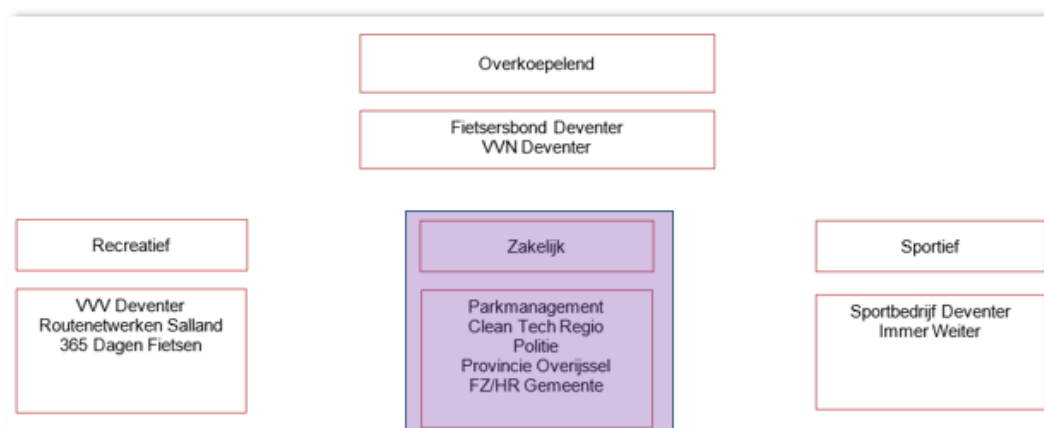 Overkoepelend
Fietsersbond Deventer
VVN Deventer
Recreatief
VVV Deventer
Routenetwerken Salland
365 Dagen Fietsen
Zakelijk
Parkmanagement
Clean Tech Regio
Politie
Provincie Overijssel
FZ/HR Gemeente
Sportief
Sportbedrijf Deventer
Immer Weiter